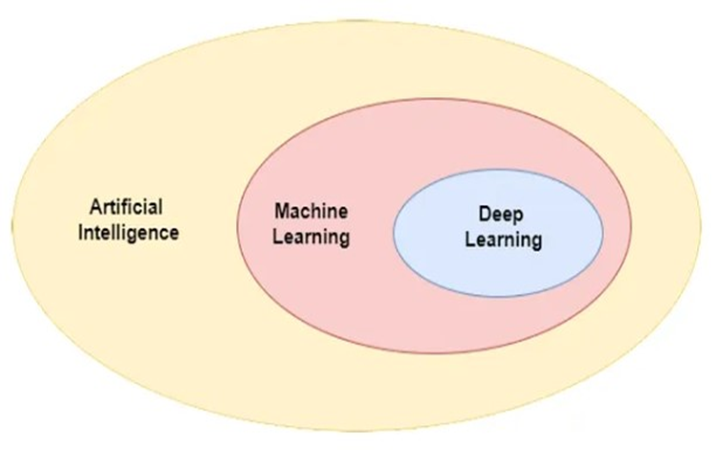 Artificial
Intelligence
Machine
Learning
Deep
Learning